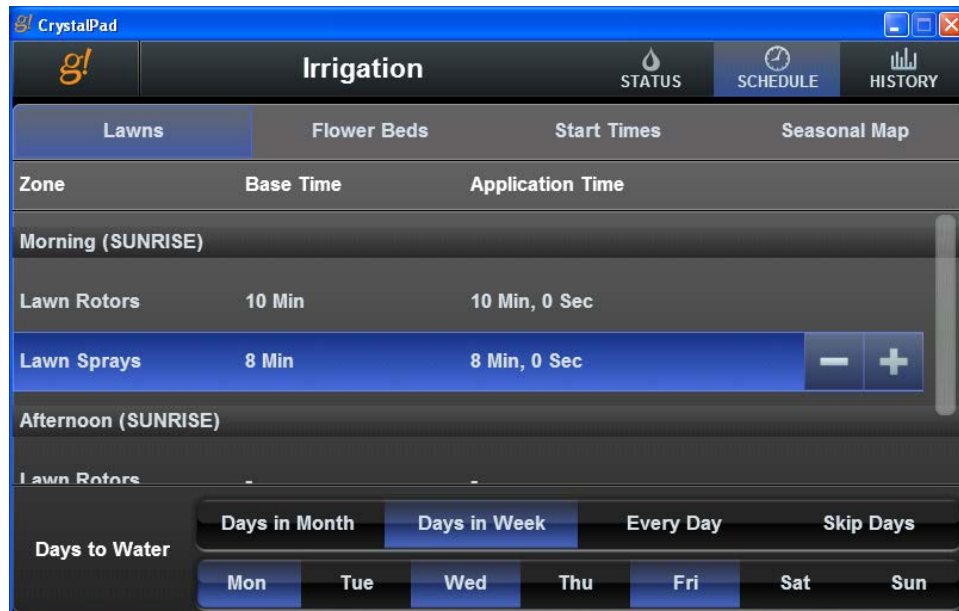 g! CrystalPad
g! Irrigation STATUS SCHEDULE HISTORY
Lawns Flower Beds Start Times Seasonal Map
Zone Base Time Application Time
Morning (SUNRISE)
Lawn Rotors 10 Min 10 Min, 0 Sec
Lawn Sprays 8 Min 8 Min, 0 Sec
Afternoon (SUNRISE)
Lawn Rotors - -
Days to Water
Days in Month Days in Week Every Day Skip Days
Mon Tue Wed Thu Fri Sat Sun